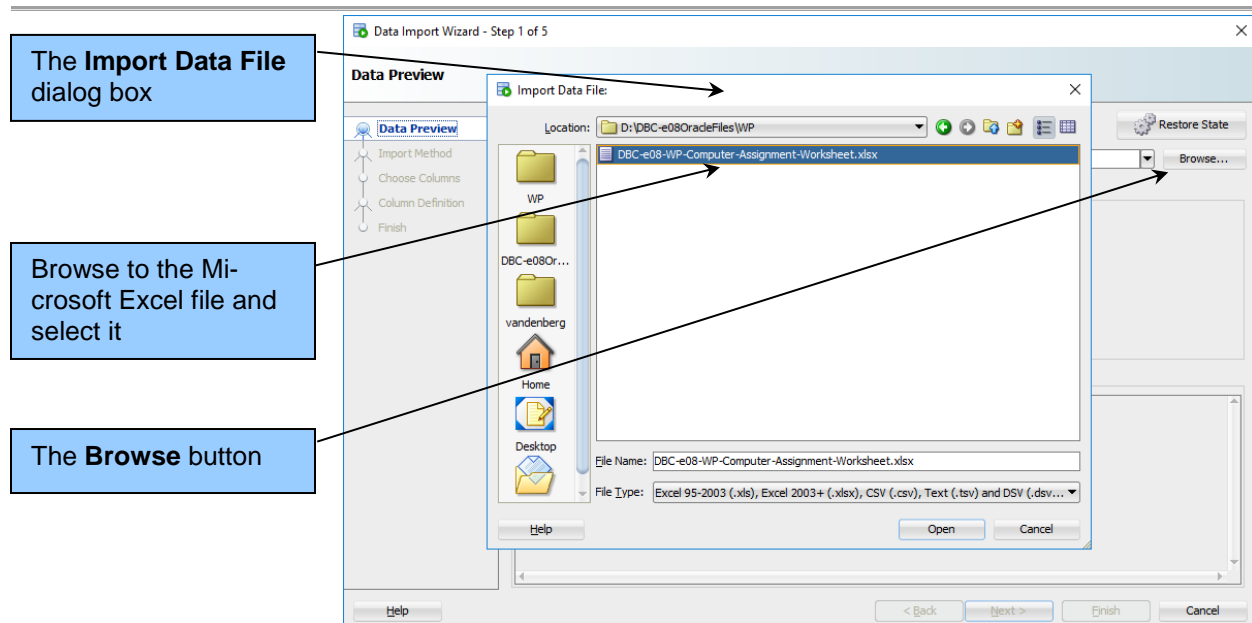 Data Import Wizard - Step 1 of 5
The Import Data File
dialog box
Data Preview
Import Data File:
Location: D:\DBC-e08OracleFiles\WP
Restore State
Data Preview
Import Method
Choose Columns
Column Definition
Finish
DBC-e08-WP-Computer-Assignment-Worksheet.xlsx
Browse...
WP
DBC-e08Or...
vandenberg
Home
Desktop
Browse to the Mi-
crosoft Excel file and
select it
The Browse button
File Name: DBC-e08-WP-Computer-Assignment-Worksheet.xlsx
File Type: Excel 95-2003 (.xls), Excel 2003+ (.xlsx), CSV (.csv), Text (.tsv) and DSV (.dsv...
Help
Open
Cancel
Help
< Back
Next >
Finish
Cancel